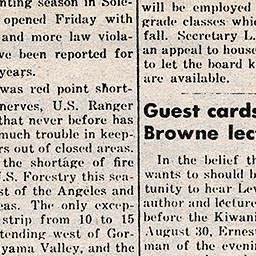 nting season in Sole-
opened Friday with
and more law viola-
ve been reported for
years.
was red point short-
nerves, U.S. Ranger
that never before has
much trouble in keep-
rs out of closed areas.
the shortage of fire
U.S. Forestry this sea-
st of the Angeles and
eas. The only excep-
strip from 10 to 15
tending west of Gor-
yama Valley, and the
will be employed
grade classes which
fall. Secretary L.
an appeal to house
to let the board k
are available.
Guest cards
Browne lec
In the belief th
wants to should b
tunity to hear Lew
author and lecture
before the Kiwani
August 30, Ernest
man of the evening